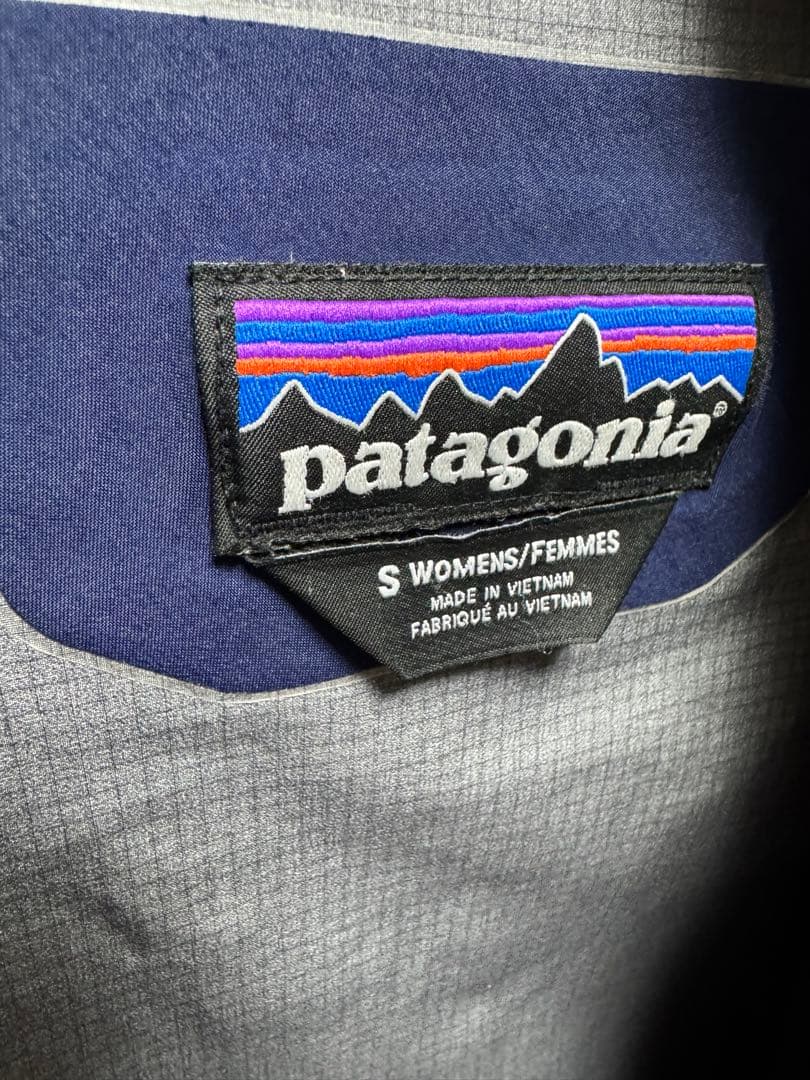 patagonia®
S WOMENS/FEMMES
MADE IN VIETNAM
FABRIQUÉ AU VIETNAM